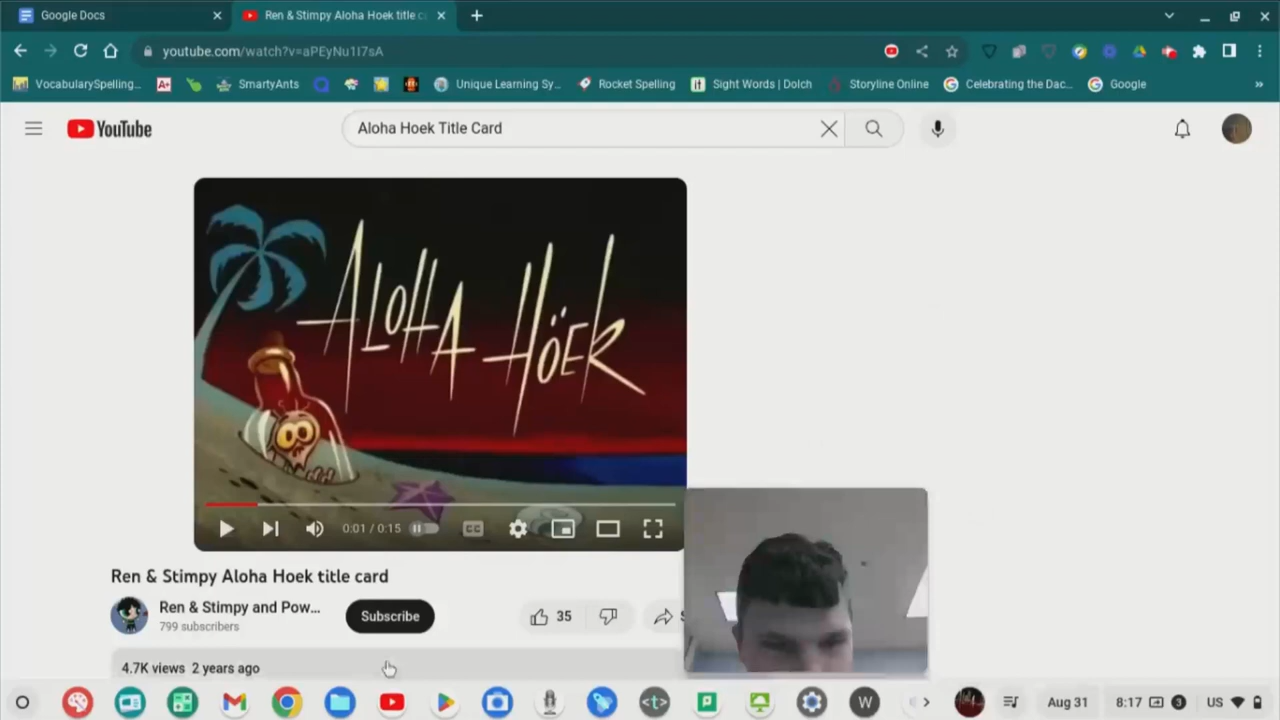 Google Docs
Ren & Stimpy Aloha Hoek title c
youtube.com/watch?v=aPEyNu1I7sA
VocabularySpelling...
A+
SmartyAnts
Unique Learning Sy...
Rocket Spelling
Sight Words | Dolch
Storyline Online
Celebrating the Dac...
Google
»
YouTube
Aloha Hoek Title Card
ALOHA HÖEK
0:01 / 0:15
CC
Ren & Stimpy Aloha Hoek title card
Ren & Stimpy and Pow...
799 subscribers
Subscribe
35
S
4.7K views 2 years ago
<t>
W
Aug 31
8:17
3
US